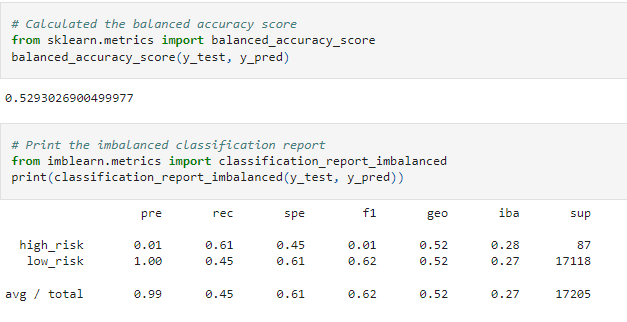 # Calculated the balanced accuracy score
from sklearn.metrics import balanced_accuracy_score
balanced_accuracy_score(y_test, y_pred)
0.5293026900499977
# Print the imbalanced classification report
from imblearn.metrics import classification_report_imbalanced
print(classification_report_imbalanced(y_test, y_pred))
pre rec spe f1 geo iba sup
high_risk 0.01 0.61 0.45 0.01 0.52 0.28 87
low_risk 1.00 0.45 0.61 0.62 0.52 0.27 17118
avg / total 0.99 0.45 0.61 0.62 0.52 0.27 17205